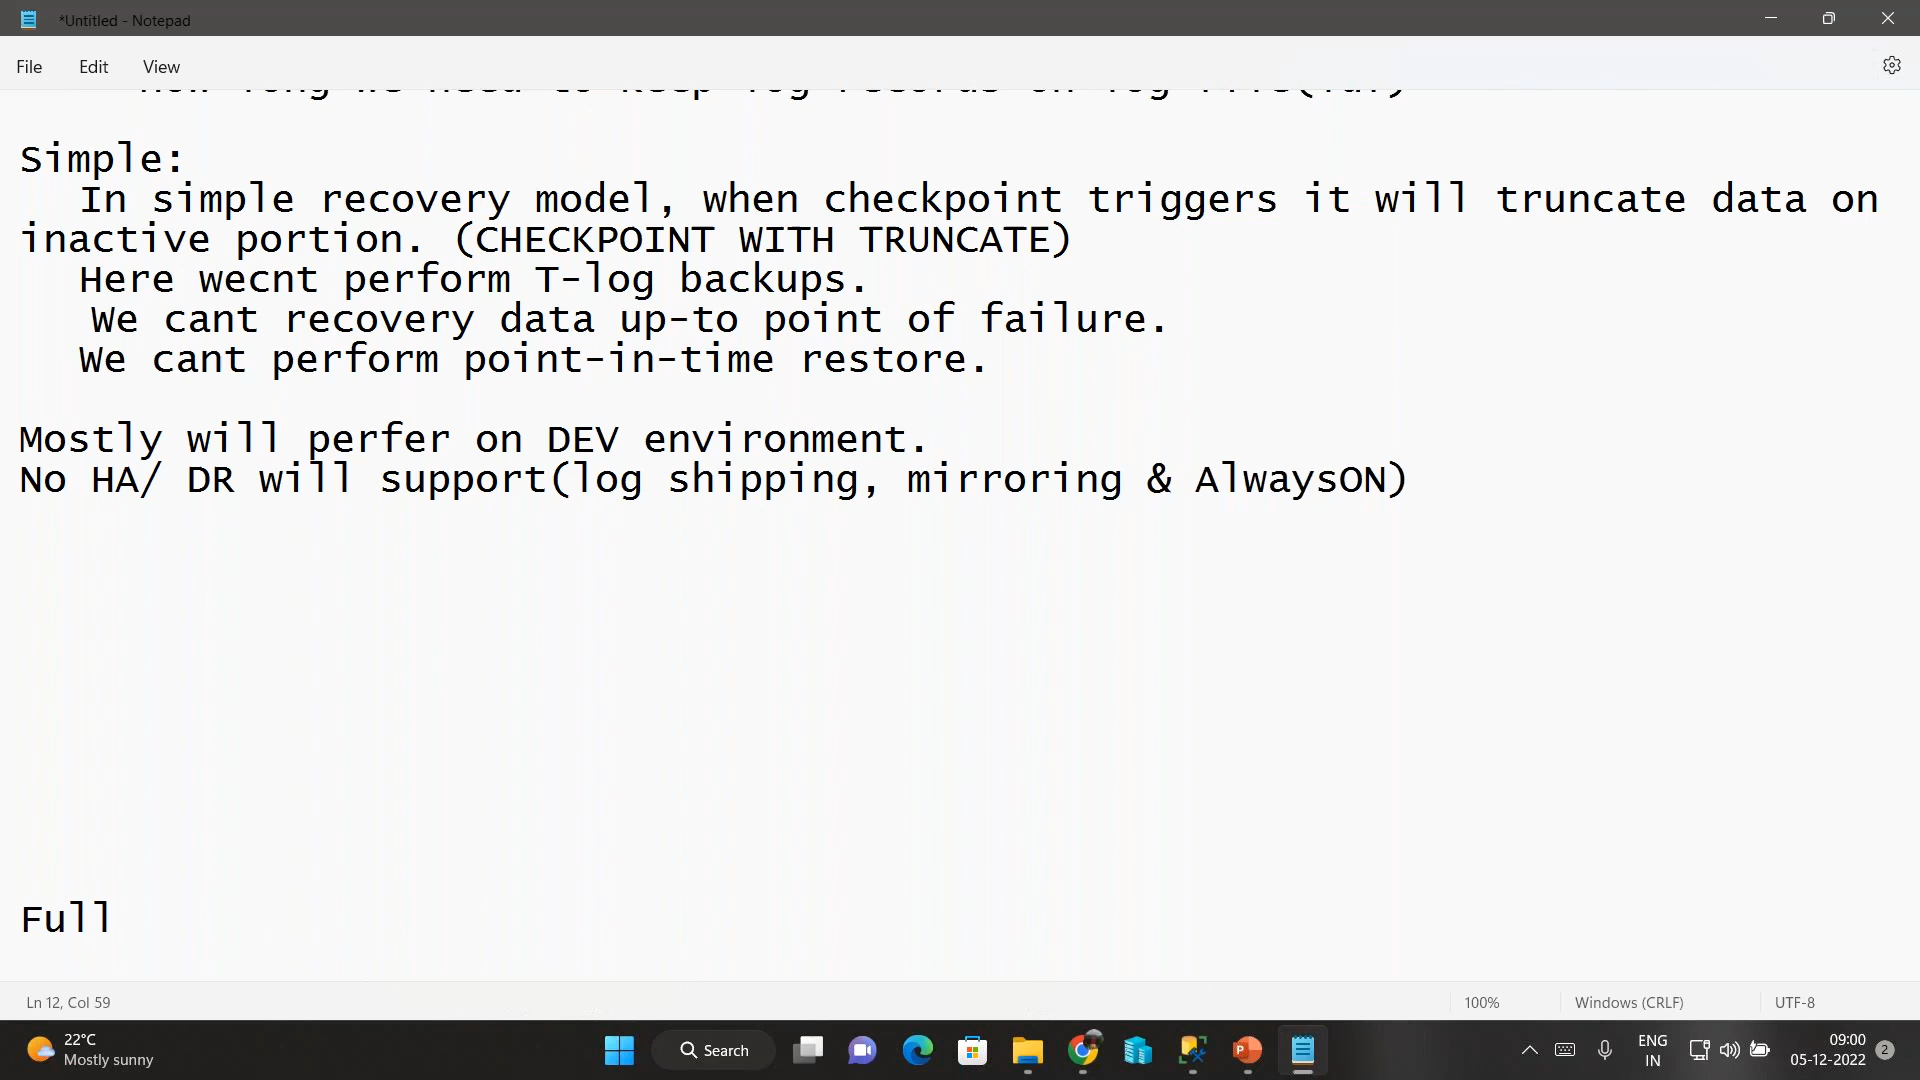 *Untitled - Notepad
File Edit View
Simple:
In simple recovery model, when checkpoint triggers it will truncate data on
inactive portion. (CHECKPOINT WITH TRUNCATE)
Here wecnt perform T-log backups.
We cant recovery data up-to point of failure.
We cant perform point-in-time restore.
Mostly will perfer on DEV environment.
No HA/ DR will support(log shipping, mirroring & AlwaysON)
Full
Ln 12, Col 59 100% Windows (CRLF) UTF-8
22°C
Mostly sunny
Search
ENG
IN
09:00
05-12-2022
2